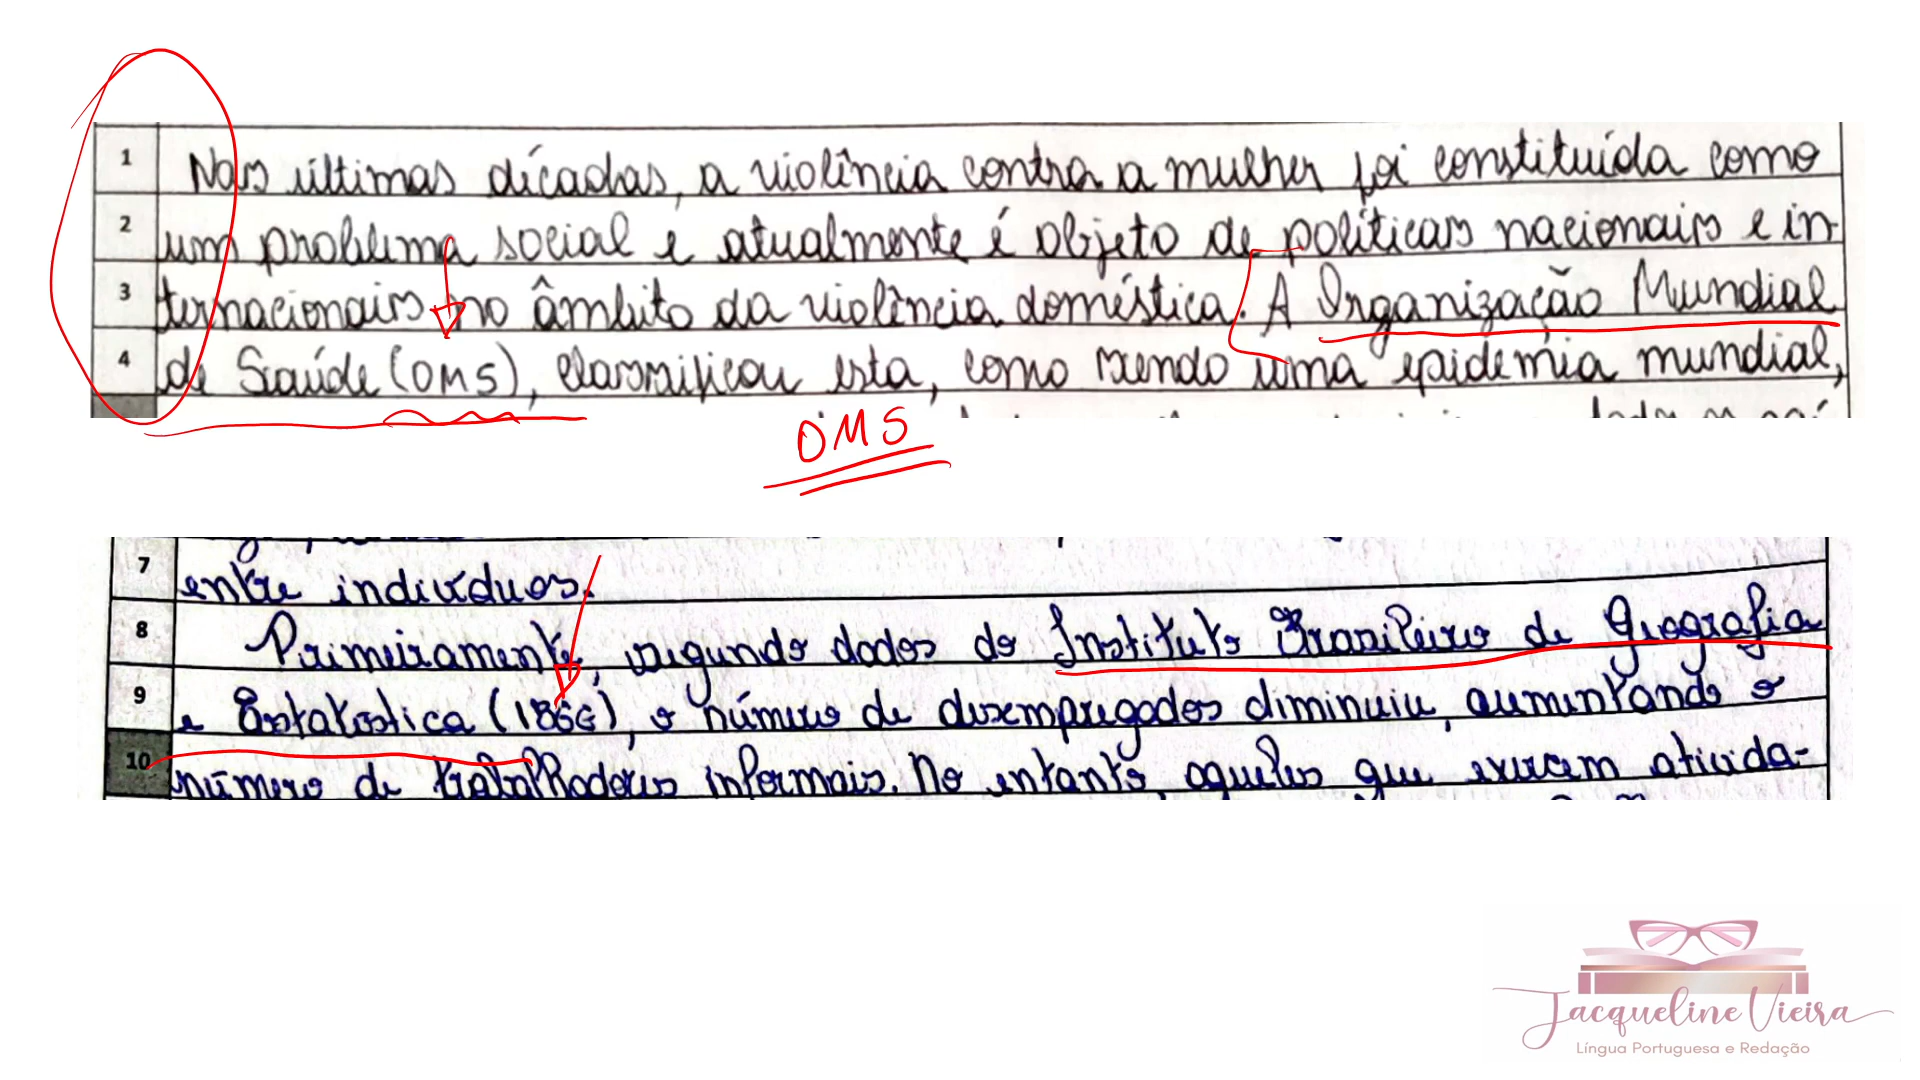 1 Nas últimas décadas, a violência contra a mulher foi constituída como
2 um problema social e atualmente é objeto de políticas nacionais e in-
3 ternacionais no âmbito da violência doméstica. A Organização Mundial
4 de Saúde (OMS), classificou esta, como sendo uma epidemia mundial,
OMS
7 entre indivíduos.
8 Primeiramente, segundo dados do Instituto Brasileiro de Geografia
9 e Estatística (IBGE), o número de desempregados diminuiu, aumentando o
10 número de trabalhadores informais. No entanto, aqueles que exercem ativida-
Jacqueline Vieira
Língua Portuguesa e Redação